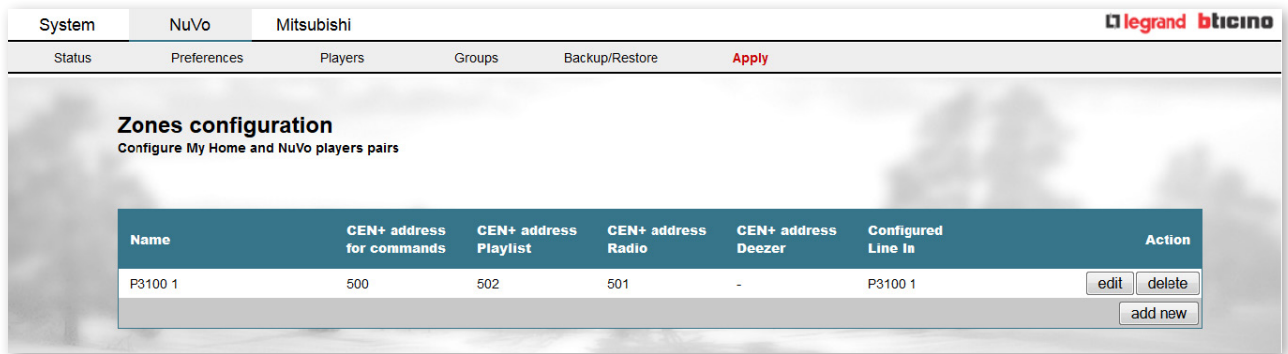 System NuVo Mitsubishi legrand bticino
Status Preferences Players Groups Backup/Restore Apply
Zones configuration
Configure My Home and NuVo players pairs
Name CEN+ address for commands CEN+ address Playlist CEN+ address Radio CEN+ address Deezer Configured Line In Action
P3100 1 500 502 501 - P3100 1 edit delete
add new